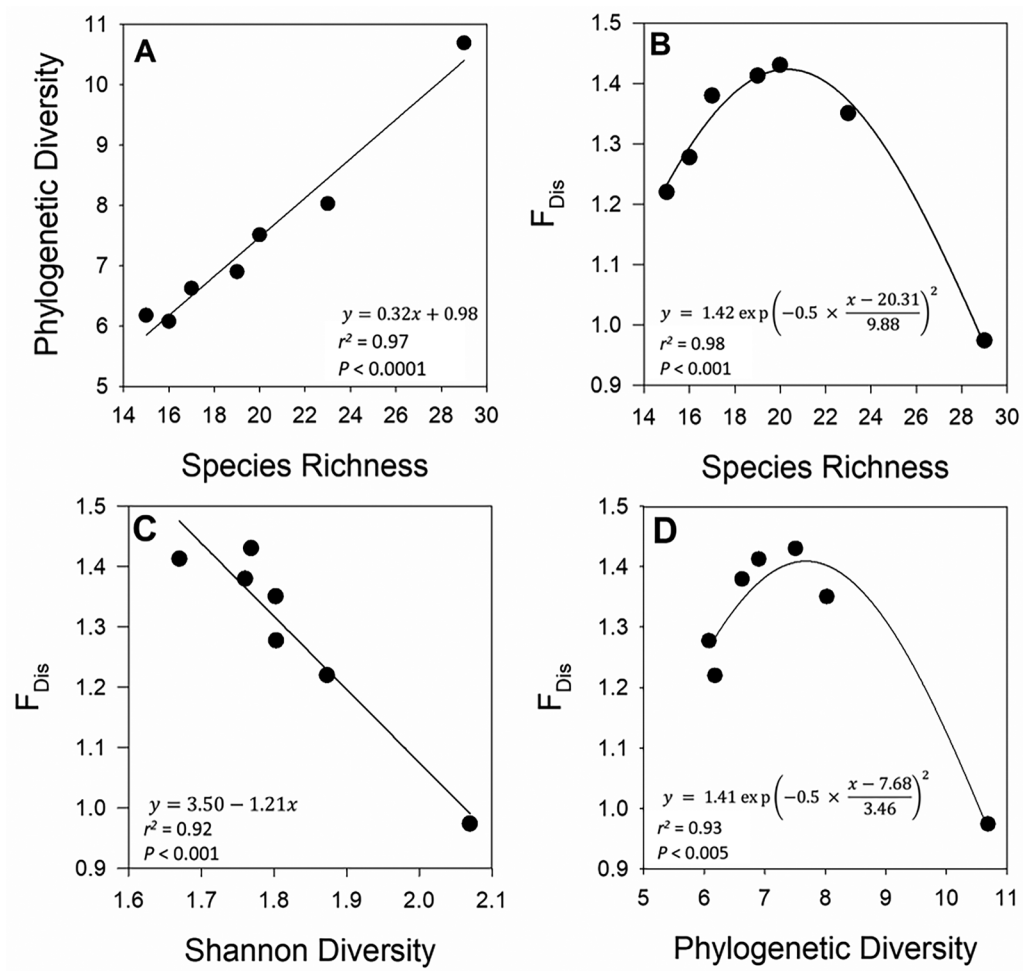 A
Phylogenetic Diversity
11
10
9
8
7
6
5
y = 0.32x + 0.98
r² = 0.97
P < 0.0001
14 16 18 20 22 24 26 28 30
Species Richness
B
F_Dis
1.5
1.4
1.3
1.2
1.1
1.0
0.9
y = 1.42 exp(−0.5 × (x − 20.31)/9.88)²
r² = 0.98
P < 0.001
14 16 18 20 22 24 26 28 30
Species Richness
C
F_Dis
1.5
1.4
1.3
1.2
1.1
1.0
0.9
y = 3.50 − 1.21x
r² = 0.92
P < 0.001
1.6 1.7 1.8 1.9 2.0 2.1
Shannon Diversity
D
F_Dis
1.5
1.4
1.3
1.2
1.1
1.0
0.9
y = 1.41 exp(−0.5 × (x − 7.68)/3.46)²
r² = 0.93
P < 0.005
5 6 7 8 9 10 11
Phylogenetic Diversity